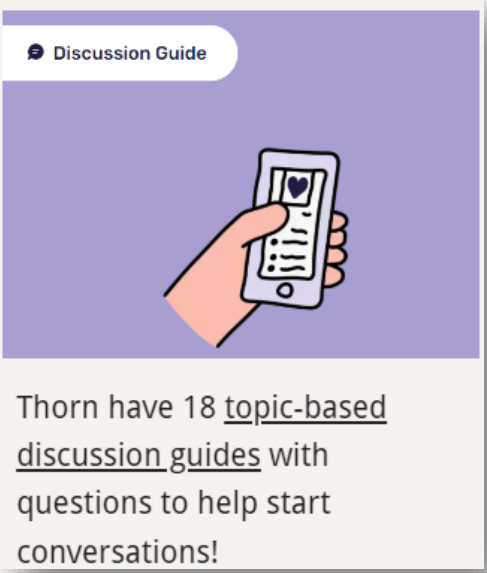 Discussion Guide
Thorn have 18 topic-based
discussion guides with
questions to help start
conversations!